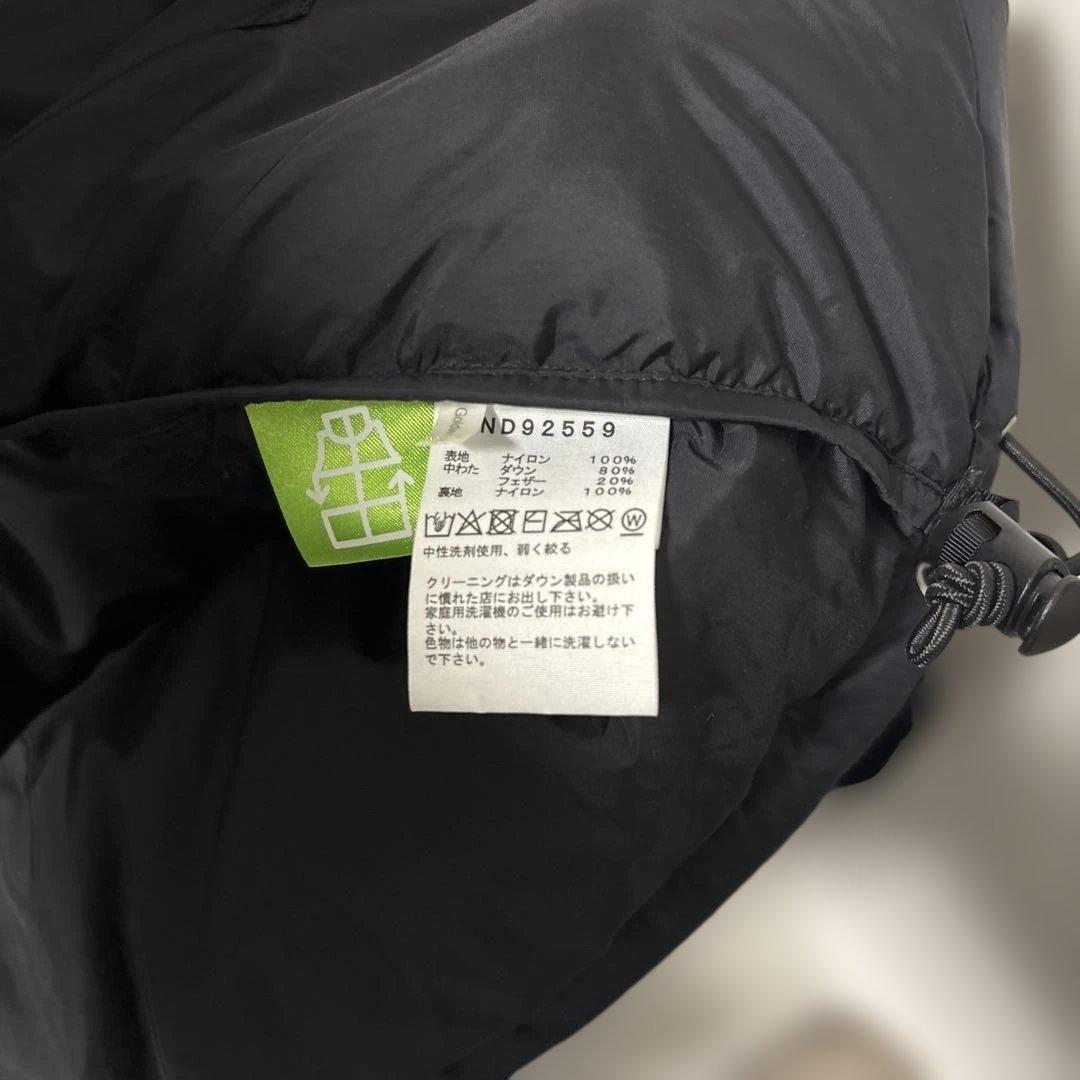 Go
ND92559
表地 ナイロン 100%
中わた ダウン 80%
フェザー 20%
裏地 ナイロン 100%
W
中性洗剤使用、弱く絞る
クリーニングはダウン製品の扱い
に慣れた店にお出し下さい。
家庭用洗濯機のご使用はお避け下
さい。
色物は他の物と一緒に洗濯しない
で下さい。